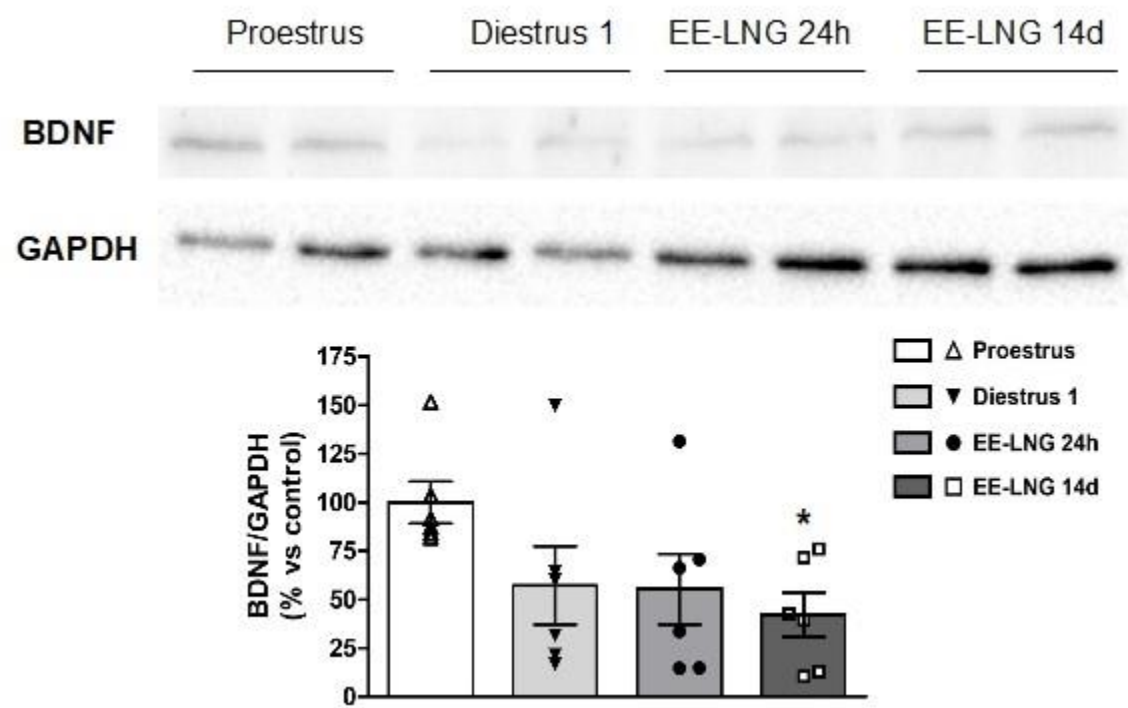 Proestrus Diestrus 1 EE-LNG 24h EE-LNG 14d
BDNF
GAPDH
BDNF/GAPDH
(% vs control)
175
150
125
100
75
50
25
0
*
Proestrus
Diestrus 1
EE-LNG 24h
EE-LNG 14d